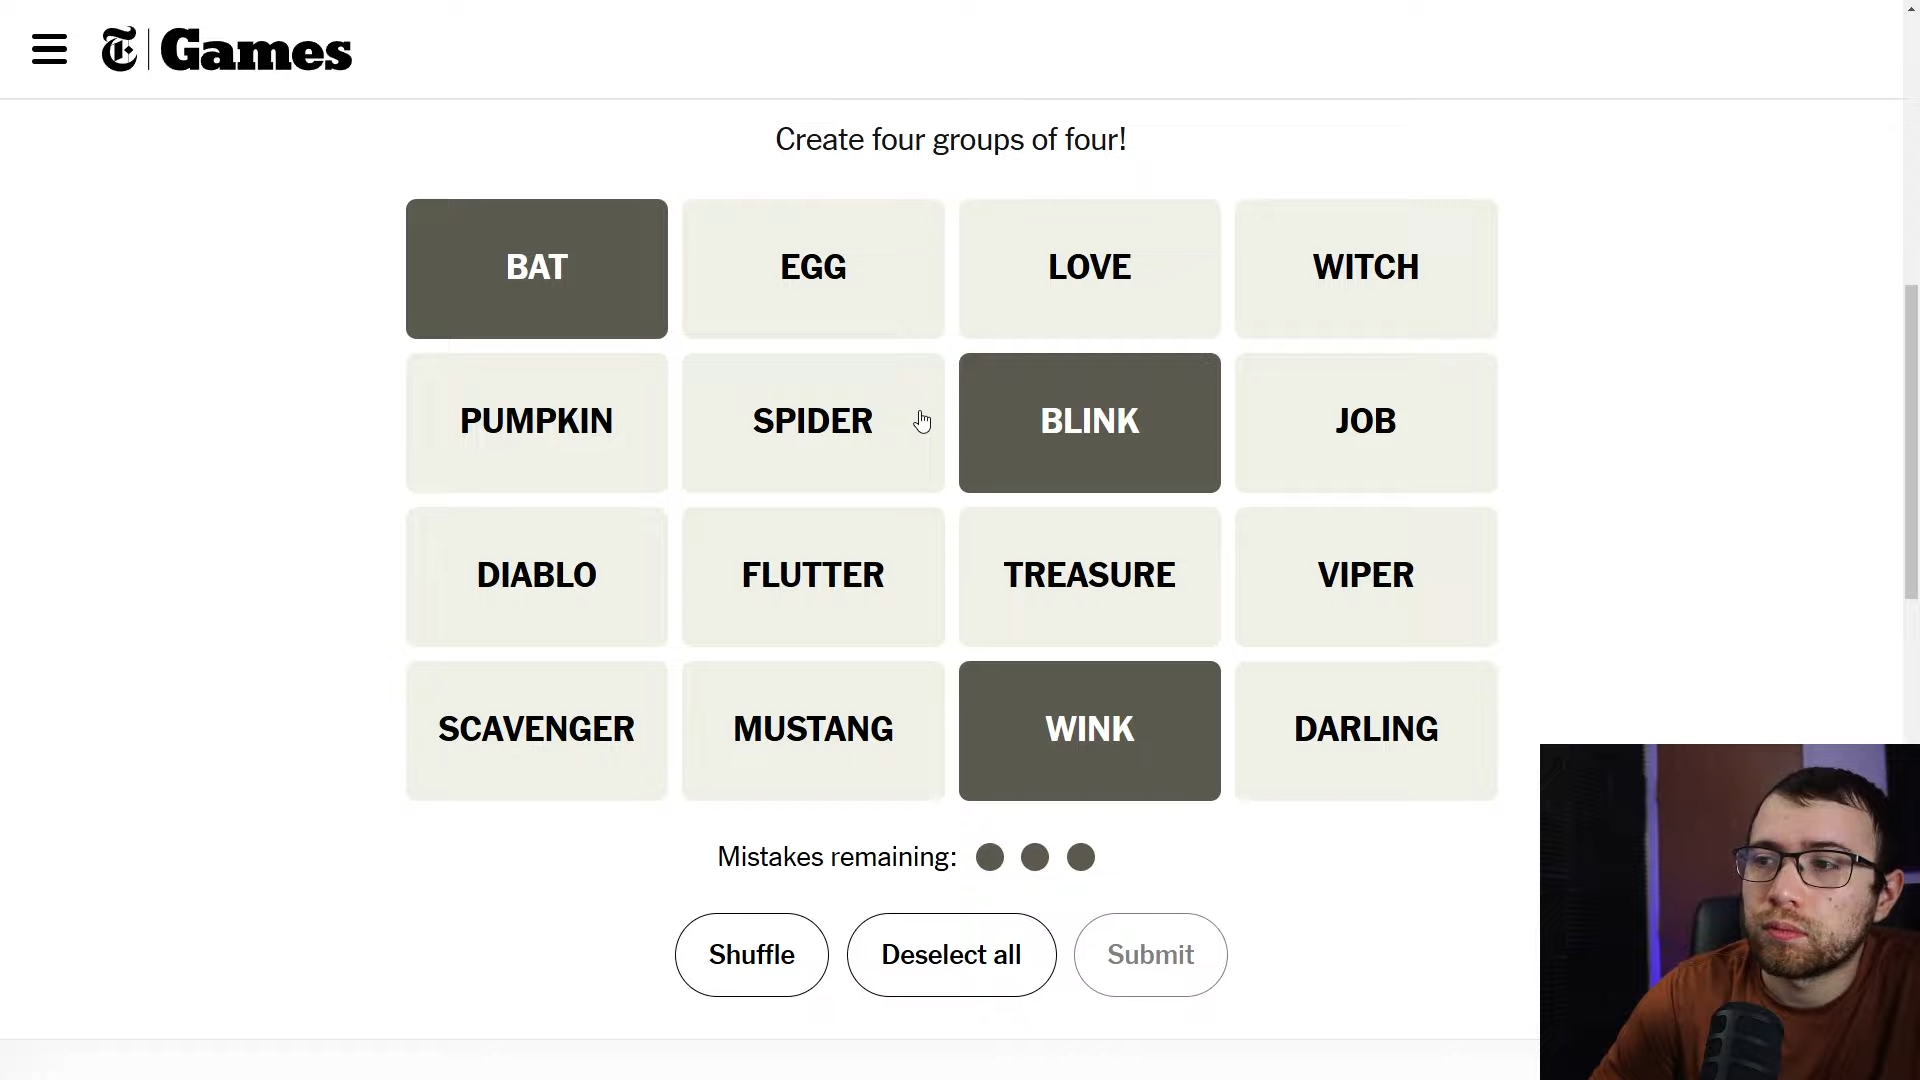 T Games
Create four groups of four!
BAT EGG LOVE WITCH
PUMPKIN SPIDER BLINK JOB
DIABLO FLUTTER TREASURE VIPER
SCAVENGER MUSTANG WINK DARLING
Mistakes remaining:
Shuffle Deselect all Submit